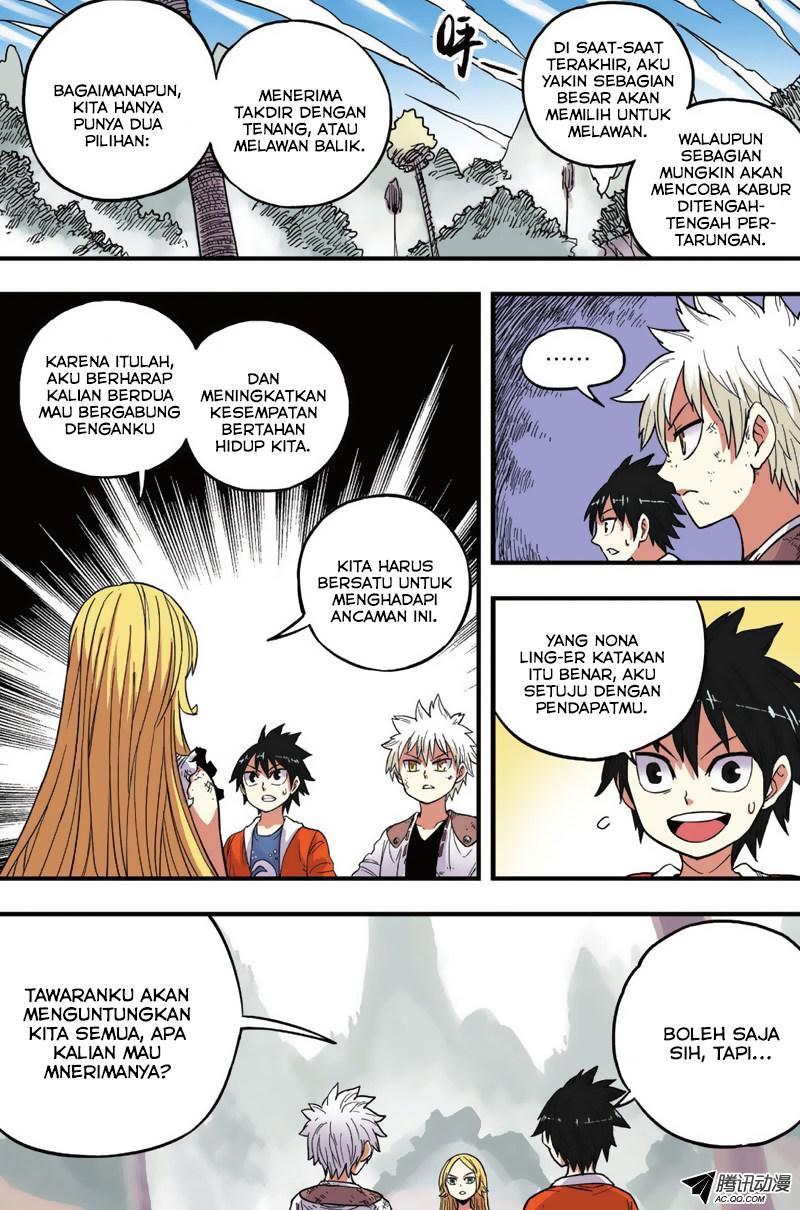 BAGAIMANAPUN,
KITA HANYA
PUNYA DUA
PILIHAN:
MENERIMA
TAKDIR DENGAN
TENANG, ATAU
MELAWAN BALIK.
DI SAAT-SAAT
TERAKHIR, AKU
YAKIN SEBAGIAN
BESAR AKAN
MEMILIH UNTUK
MELAWAN.
WALAUPUN
SEBAGIAN
MUNGKIN AKAN
MENCOBA KABUR
DITENGAH-
TENGAH PER-
TARUNGAN.
KARENA ITULAH,
AKU BERHARAP
KALIAN BERDUA
MAU BERGABUNG
DENGANKU
DAN
MENINGKATKAN
KESEMPATAN
BERTAHAN
HIDUP KITA.
KITA HARUS
BERSATU UNTUK
MENGHADAPI
ANCAMAN INI.
......
YANG NONA
LING-ER KATAKAN
ITU BENAR, AKU
SETUJU DENGAN
PENDAPATMU.
TAWARANKU AKAN
MENGUNTUNGKAN
KITA SEMUA, APA
KALIAN MAU
MNERIMANYA?
BOLEH SAJA
SIH, TAPI...
腾讯动漫
AC.QQ.COM